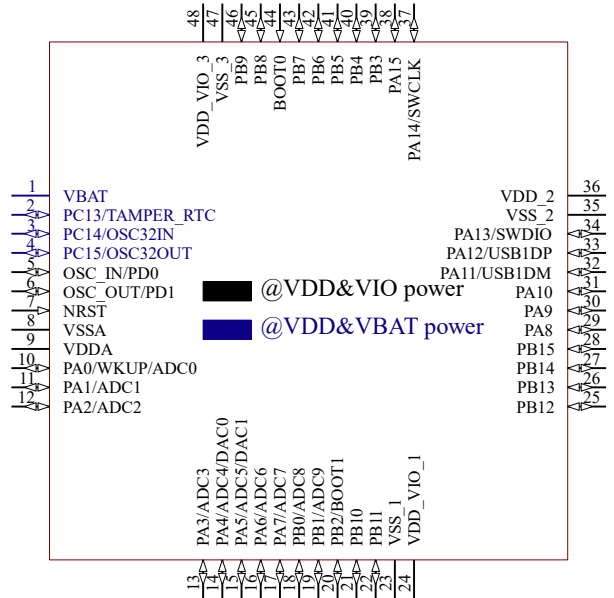 48
47
46
45
44
43
42
41
40
39
38
37
VDD_VIO_3
VSS_3
PB9
PB8
BOOT0
PB7
PB6
PB5
PB4
PB3
PA15
PA14/SWCLK
1 VBAT
2 PC13/TAMPER_RTC
3 PC14/OSC32IN
4 PC15/OSC32OUT
5 OSC_IN/PD0
6 OSC_OUT/PD1
7 NRST
8 VSSA
9 VDDA
10 PA0/WKUP/ADC0
11 PA1/ADC1
12 PA2/ADC2
VDD_2 36
VSS_2 35
PA13/SWDIO 34
PA12/USB1DP 33
PA11/USB1DM 32
PA10 31
PA9 30
PA8 29
PB15 28
PB14 27
PB13 26
PB12 25
@VDD&VIO power
@VDD&VBAT power
PA3/ADC3
PA4/ADC4/DAC0
PA5/ADC5/DAC1
PA6/ADC6
PA7/ADC7
PB0/ADC8
PB1/ADC9
PB2/BOOT1
PB10
PB11
VSS_1
VDD_VIO_1
13
14
15
16
17
18
19
20
21
22
23
24